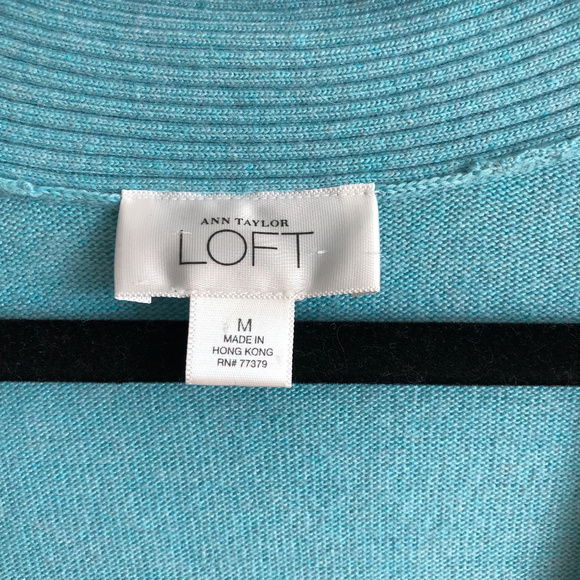 ANN TAYLOR
LOFT
M
MADE IN
HONG KONG
RN# 77379